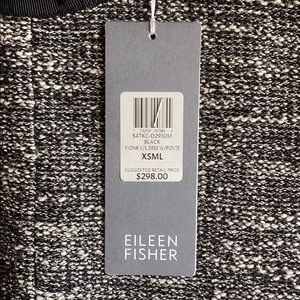 S4TKC-D2930M
BLACK
XSML
SUGGESTED RETAIL PRICE
$298.00
EILEEN
FISHER